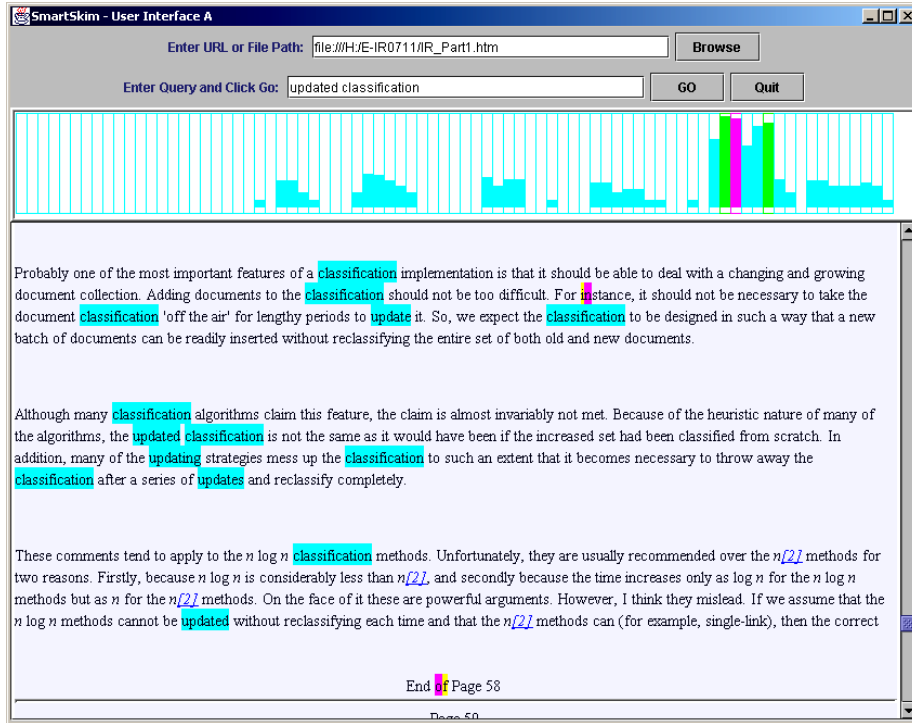 SmartSkim - User Interface A
Enter URL or File Path: file:///H:/E-IR0711/IR_Part1.htm Browse
Enter Query and Click Go: updated classification GO Quit
Probably one of the most important features of a classification implementation is that it should be able to deal with a changing and growing
document collection. Adding documents to the classification should not be too difficult. For instance, it should not be necessary to take the
document classification 'off the air' for lengthy periods to update it. So, we expect the classification to be designed in such a way that a new
batch of documents can be readily inserted without reclassifying the entire set of both old and new documents.
Although many classification algorithms claim this feature, the claim is almost invariably not met. Because of the heuristic nature of many of
the algorithms, the updated classification is not the same as it would have been if the increased set had been classified from scratch. In
addition, many of the updating strategies mess up the classification to such an extent that it becomes necessary to throw away the
classification after a series of updates and reclassify completely.
These comments tend to apply to the n log n classification methods. Unfortunately, they are usually recommended over the n[2] methods for
two reasons. Firstly, because n log n is considerably less than n[2], and secondly because the time increases only as log n for the n log n
methods but as n for the n[2] methods. On the face of it these are powerful arguments. However, I think they mislead. If we assume that the
n log n methods cannot be updated without reclassifying each time and that the n[2] methods can (for example, single-link), then the correct
End of Page 58
Page 59